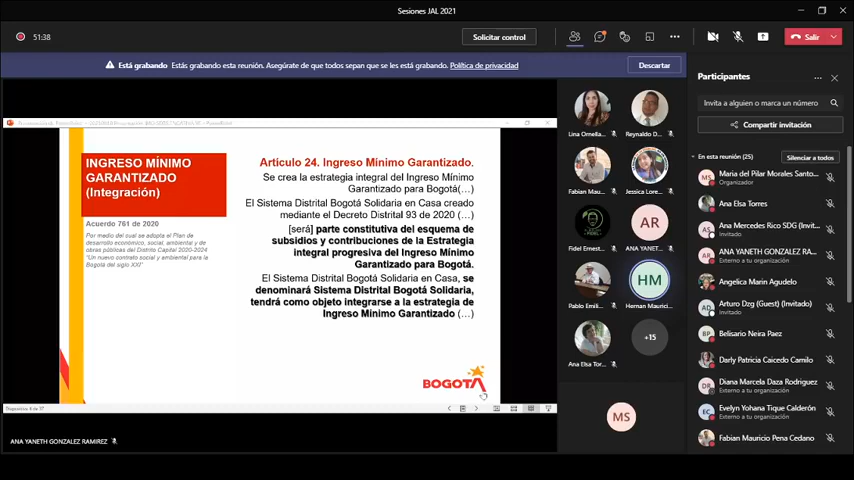 Sesiones JAL 2021
51:38
Solicitar control
Salir
Está grabando Estás grabando esta reunión. Asegúrate de que todos sepan que se les está grabando. Política de privacidad
Descartar
INGRESO MÍNIMO
GARANTIZADO
(Integración)
Acuerdo 761 de 2020
Por medio del cual se adopta el Plan de
desarrollo económico, social, ambiental y de
obras públicas del Distrito Capital 2020-2024
"Un nuevo contrato social y ambiental para la
Bogotá del siglo XXI"
Artículo 24. Ingreso Mínimo Garantizado.
Se crea la estrategia integral del Ingreso Mínimo
Garantizado para Bogotá(…)
El Sistema Distrital Bogotá Solidaria en Casa creado
mediante el Decreto Distrital 93 de 2020 (…)
[será] parte constitutiva del esquema de
subsidios y contribuciones de la Estrategia
integral progresiva del Ingreso Mínimo
Garantizado para Bogotá.
El Sistema Distrital Bogotá Solidaria en Casa, se
denominará Sistema Distrital Bogotá Solidaria,
tendrá como objeto integrarse a la estrategia de
Ingreso Mínimo Garantizado (…)
BOGOTÁ
ANA YANETH GONZALEZ RAMIREZ
Lina Ornella...
Reynaldo D...
Fabian Mau...
Jessica Lore...
AR
Fidel Ernest...
ANA YANET...
HM
Pablo Emili...
Hernan Maurici...
+15
Ana Elsa Tor...
MS
Participantes
Invita a alguien o marca un número
Compartir invitación
En esta reunión (25)
Silenciar a todos
MS
Maria del Pilar Morales Santo...
Organizador
Ana Elsa Torres
AS
Ana Mercedes Rico SDG (Invit...
Invitado
AR
ANA YANETH GONZALEZ RA...
Externo a tu organización
Angelica Marin Agudelo
AD
Arturo Dzg (Guest) (Invitado)
Invitado
BP
Belisario Neira Paez
Darly Patricia Caicedo Camilo
DR
Diana Marcela Daza Rodriguez
Externo a tu organización
EC
Evelyn Yohana Tique Calderón
Externo a tu organización
Fabian Mauricio Pena Cedano